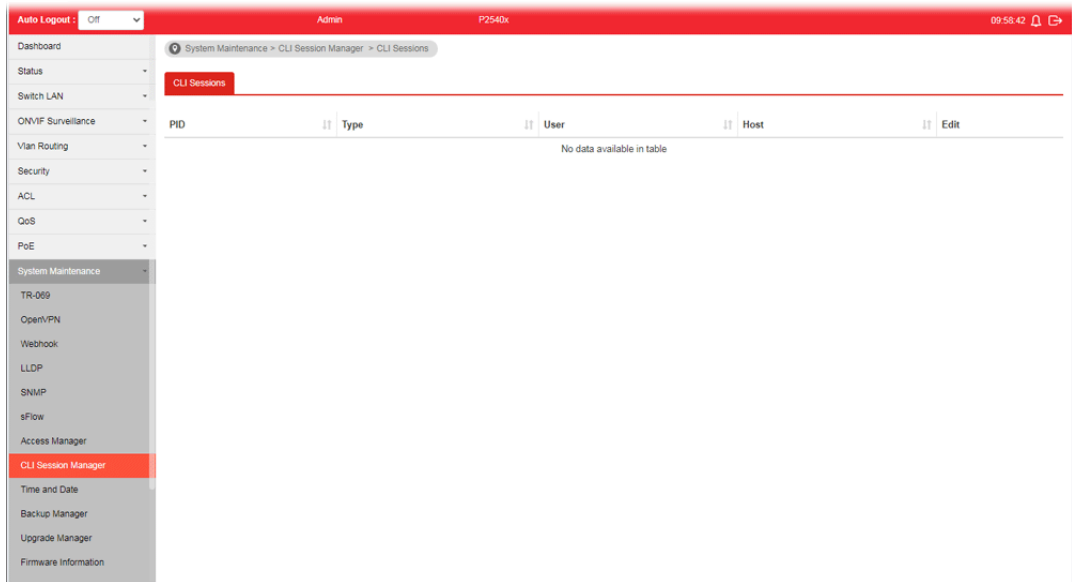 Auto Logout : Off Admin P2540x 09:58:42
Dashboard
Status
Switch LAN
ONVIF Surveillance
Vlan Routing
Security
ACL
QoS
PoE
System Maintenance
TR-069
OpenVPN
Webhook
LLDP
SNMP
sFlow
Access Manager
CLI Session Manager
Time and Date
Backup Manager
Upgrade Manager
Firmware Information
System Maintenance > CLI Session Manager > CLI Sessions
CLI Sessions
PID Type User Host Edit
No data available in table